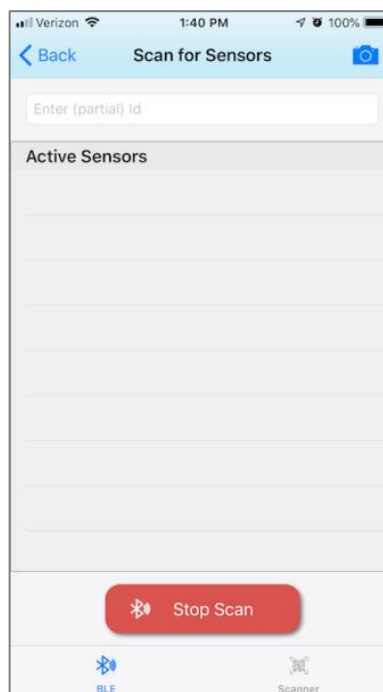 Verizon 1:40 PM 100%
Back Scan for Sensors
Enter (partial) Id
Active Sensors
Stop Scan
BLE Scanner